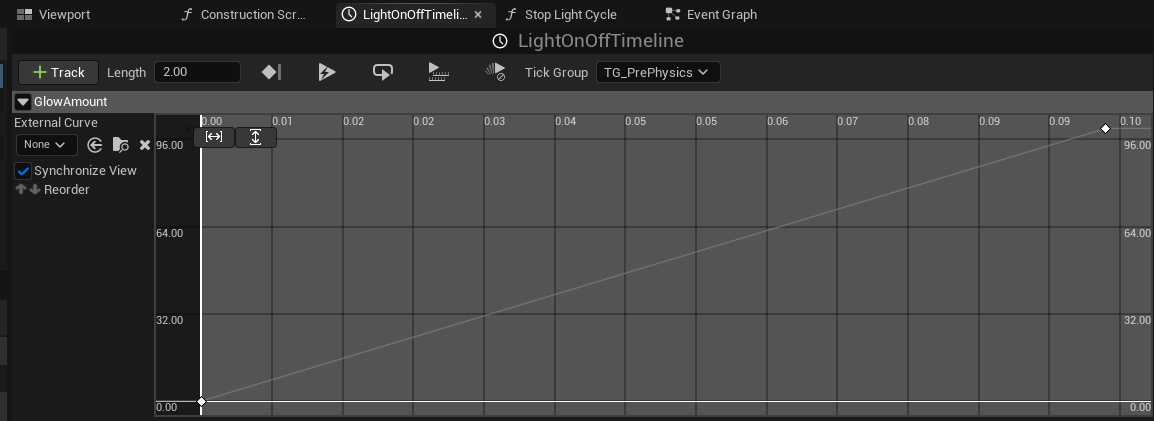 Viewport
Construction Scr...
LightOnOffTimeli...
Stop Light Cycle
Event Graph
LightOnOffTimeline
Track Length 2.00 Tick Group TG_PrePhysics
GlowAmount
External Curve
None
Synchronize View
Reorder
0.00 0.01 0.02 0.02 0.03 0.04 0.05 0.05 0.06 0.07 0.08 0.09 0.09 0.10
96.00 96.00
64.00 64.00
32.00 32.00
0.00 0.00